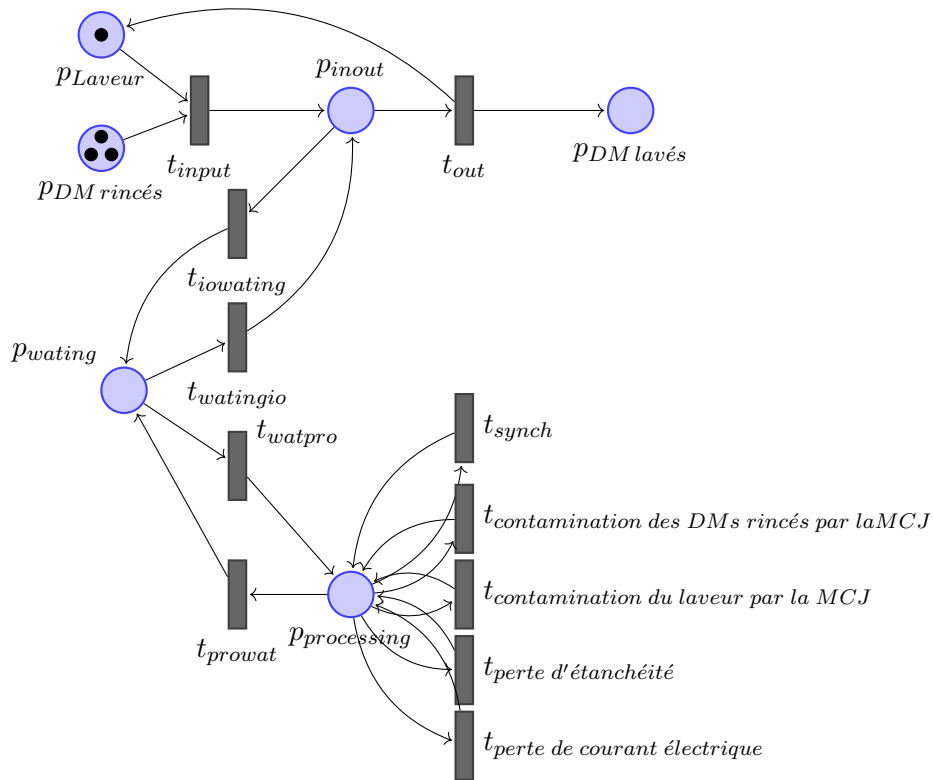 p_Laveur
p_inout
p_DM rincés
t_input
t_out
p_DM lavés
t_iowating
p_wating
t_watingio
t_watpro
t_synch
t_contamination des DMs rincés par laMCJ
t_contamination du laveur par la MCJ
p_processing
t_prowat
t_perte d'étanchéité
t_perte de courant électrique